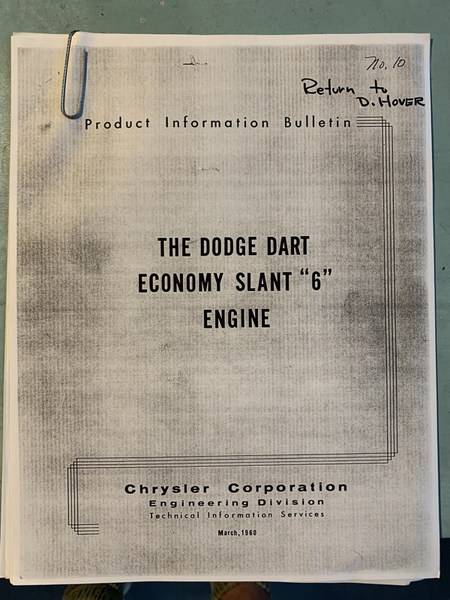 No. 10
Return to
D. HOVER
Product Information Bulletin
THE DODGE DART
ECONOMY SLANT "6"
ENGINE
Chrysler Corporation
Engineering Division
Technical Information Services
March, 1960